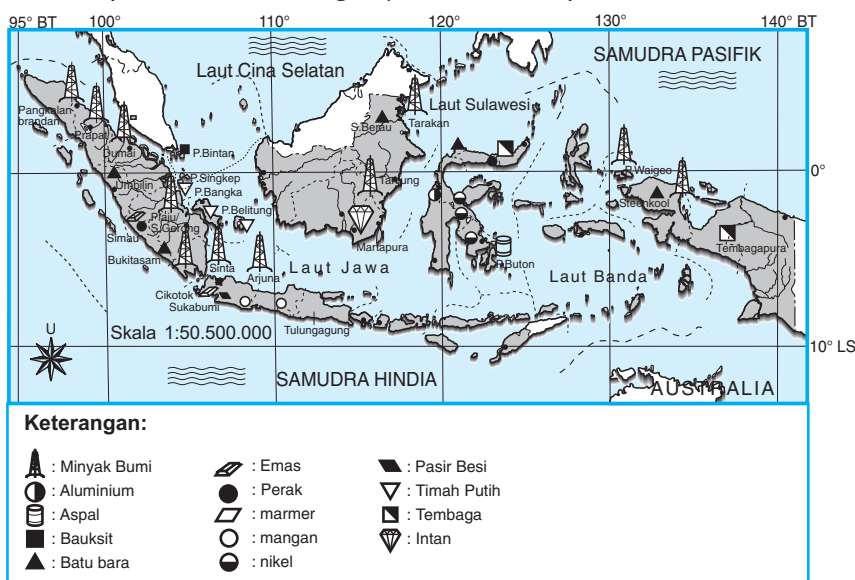 95° BT 100° 110° 120° 130° 140° BT
SAMUDRA PASIFIK
Laut Cina Selatan
Laut Sulawesi
Pangkalan
brandan
Prapat
Dumai
P.Bintan
S.Berau
Tarakan
0°
P.Waigeo
Umbilin
P.Singkep
P.Bangka
Tanjung
Steenkool
P.Belitung
Plaju/
S.Gerong
Simau
Martapura
Tembagapura
Bukitasam
Sinta
Arjuna
Laut Jawa
P.Buton
Laut Banda
Cikotok
Sukabumi
U
Skala 1:50.500.000
Tulungagung
10° LS
SAMUDRA HINDIA
AUSTRALIA
Keterangan:
: Minyak Bumi
: Aluminium
: Aspal
: Bauksit
: Batu bara
: Emas
: Perak
: marmer
: mangan
: nikel
: Pasir Besi
: Timah Putih
: Tembaga
: Intan